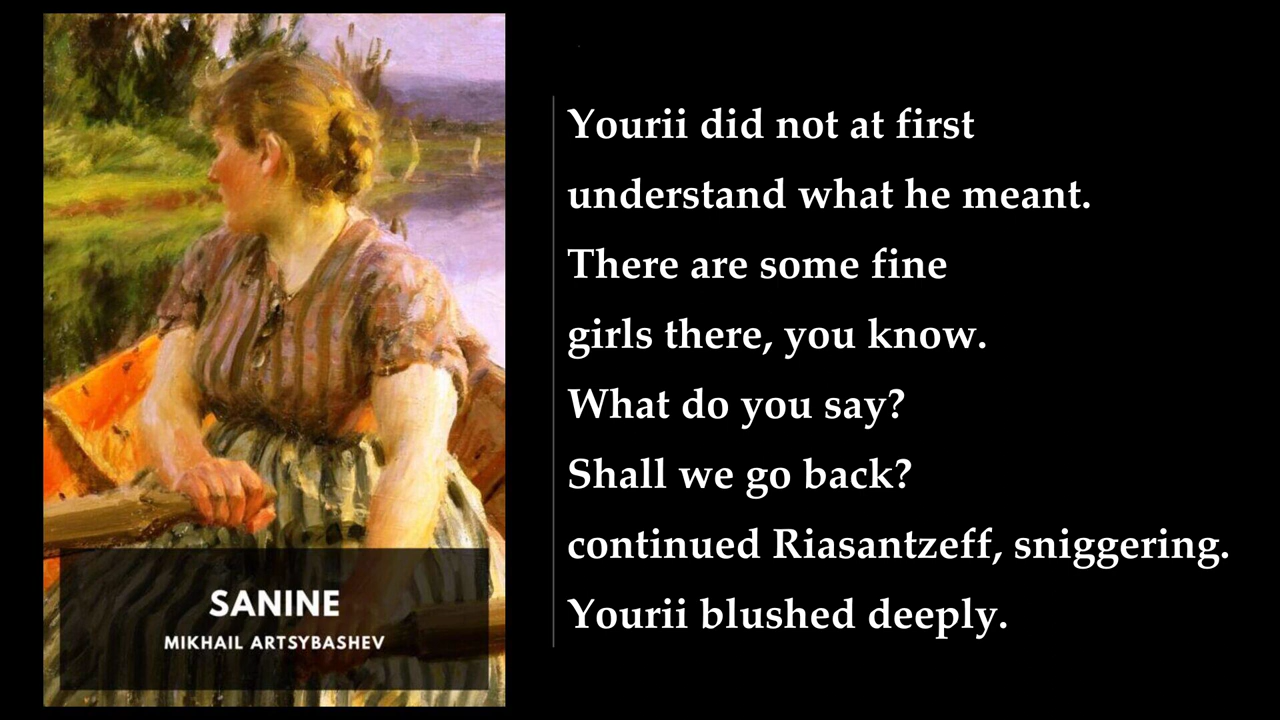 SANINE
MIKHAIL ARTSYBASHEV
Yourii did not at first
understand what he meant.
There are some fine
girls there, you know.
What do you say?
Shall we go back?
continued Riasantzeff, sniggering.
Yourii blushed deeply.